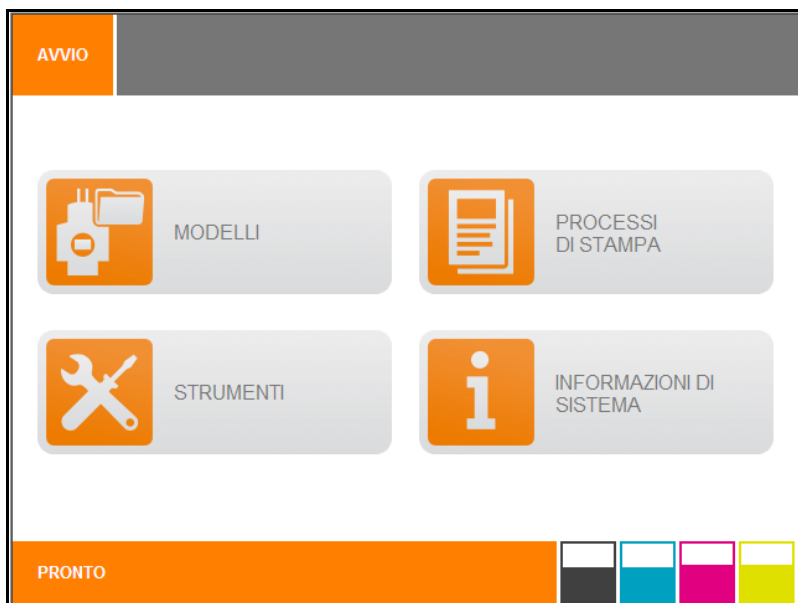 AVVIO
MODELLI
PROCESSI
DI STAMPA
STRUMENTI
INFORMAZIONI DI
SISTEMA
PRONTO